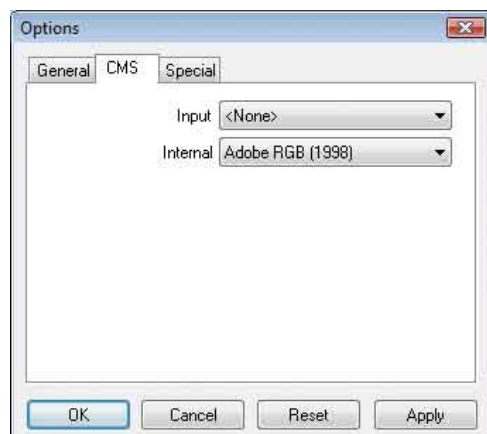 Options
General CMS Special
Input <None>
Internal Adobe RGB (1998)
OK Cancel Reset Apply